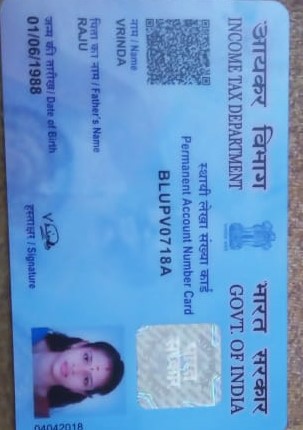 आयकर विभाग
INCOME TAX DEPARTMENT
भारत सरकार
GOVT. OF INDIA
स्थायी लेखा संख्या कार्ड
Permanent Account Number Card
BLUPV0718A
नाम / Name
VRINDA
पिता का नाम / Father's Name
RAJU
जन्म की तारीख / Date of Birth
01/06/1988
हस्ताक्षर / Signature
04042018